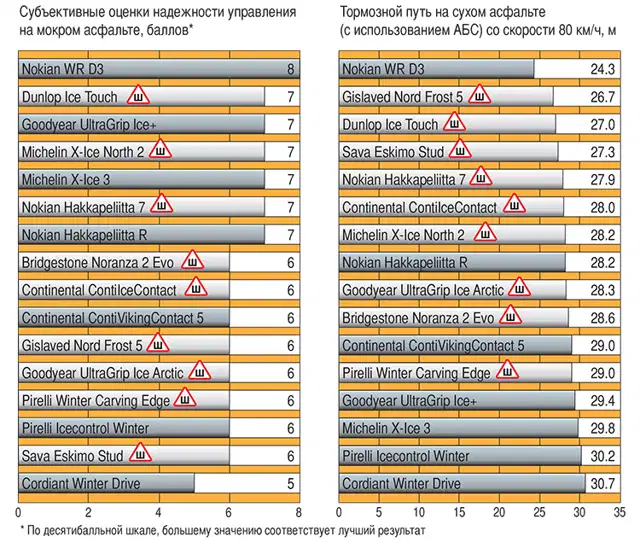 Субъективные оценки надежности управления
на мокром асфальте, баллов*
Nokian WR D3 8
Dunlop Ice Touch Ш 7
Goodyear UltraGrip Ice+ 7
Michelin X-Ice North 2 Ш 7
Michelin X-Ice 3 7
Nokian Hakkapeliitta 7 Ш 7
Nokian Hakkapeliitta R 7
Bridgestone Noranza 2 Evo Ш 6
Continental ContiIceContact Ш 6
Continental ContiVikingContact 5 6
Gislaved Nord Frost 5 Ш 6
Goodyear UltraGrip Ice Arctic Ш 6
Pirelli Winter Carving Edge Ш 6
Pirelli Icecontrol Winter 6
Sava Eskimo Stud Ш 6
Cordiant Winter Drive 5
0 2 4 6 8
Тормозной путь на сухом асфальте
(с использованием АБС) со скорости 80 км/ч, м
Nokian WR D3 24.3
Gislaved Nord Frost 5 Ш 26.7
Dunlop Ice Touch Ш 27.0
Sava Eskimo Stud Ш 27.3
Nokian Hakkapeliitta 7 Ш 27.9
Continental ContiIceContact Ш 28.0
Michelin X-Ice North 2 Ш 28.2
Nokian Hakkapeliitta R 28.2
Goodyear UltraGrip Ice Arctic Ш 28.3
Bridgestone Noranza 2 Evo Ш 28.6
Continental ContiVikingContact 5 29.0
Pirelli Winter Carving Edge Ш 29.0
Goodyear UltraGrip Ice+ 29.4
Michelin X-Ice 3 29.8
Pirelli Icecontrol Winter 30.2
Cordiant Winter Drive 30.7
0 5 10 15 20 25 30 35
* По десятибалльной шкале, большему значению соответствует лучший результат